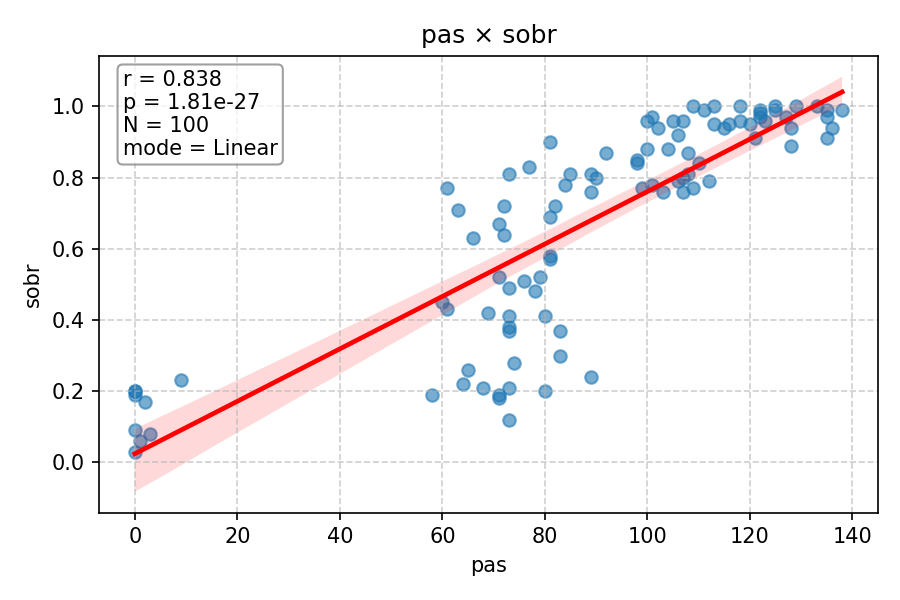 pas × sobr
r = 0.838
p = 1.81e-27
N = 100
mode = Linear
1.0
0.8
0.6
0.4
0.2
0.0
sobr
0 20 40 60 80 100 120 140
pas